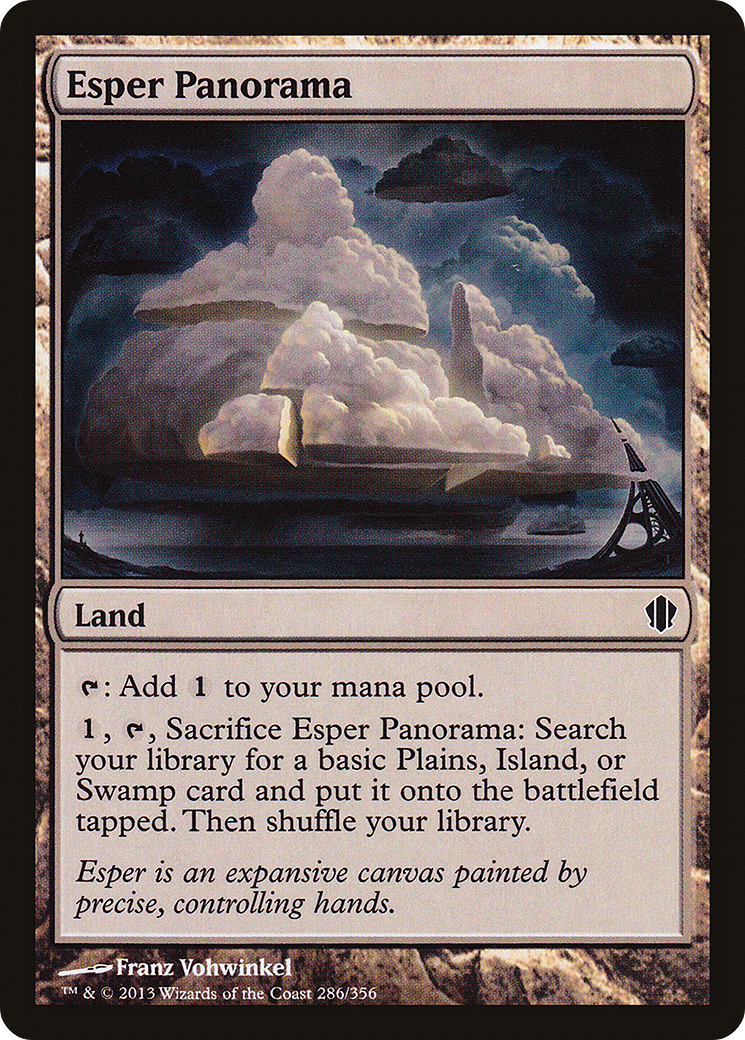 Esper Panorama
Land
: Add 1 to your mana pool.
1, , Sacrifice Esper Panorama: Search
your library for a basic Plains, Island, or
Swamp card and put it onto the battlefield
tapped. Then shuffle your library.
Esper is an expansive canvas painted by
precise, controlling hands.
Franz Vohwinkel
™ & © 2013 Wizards of the Coast 286/356